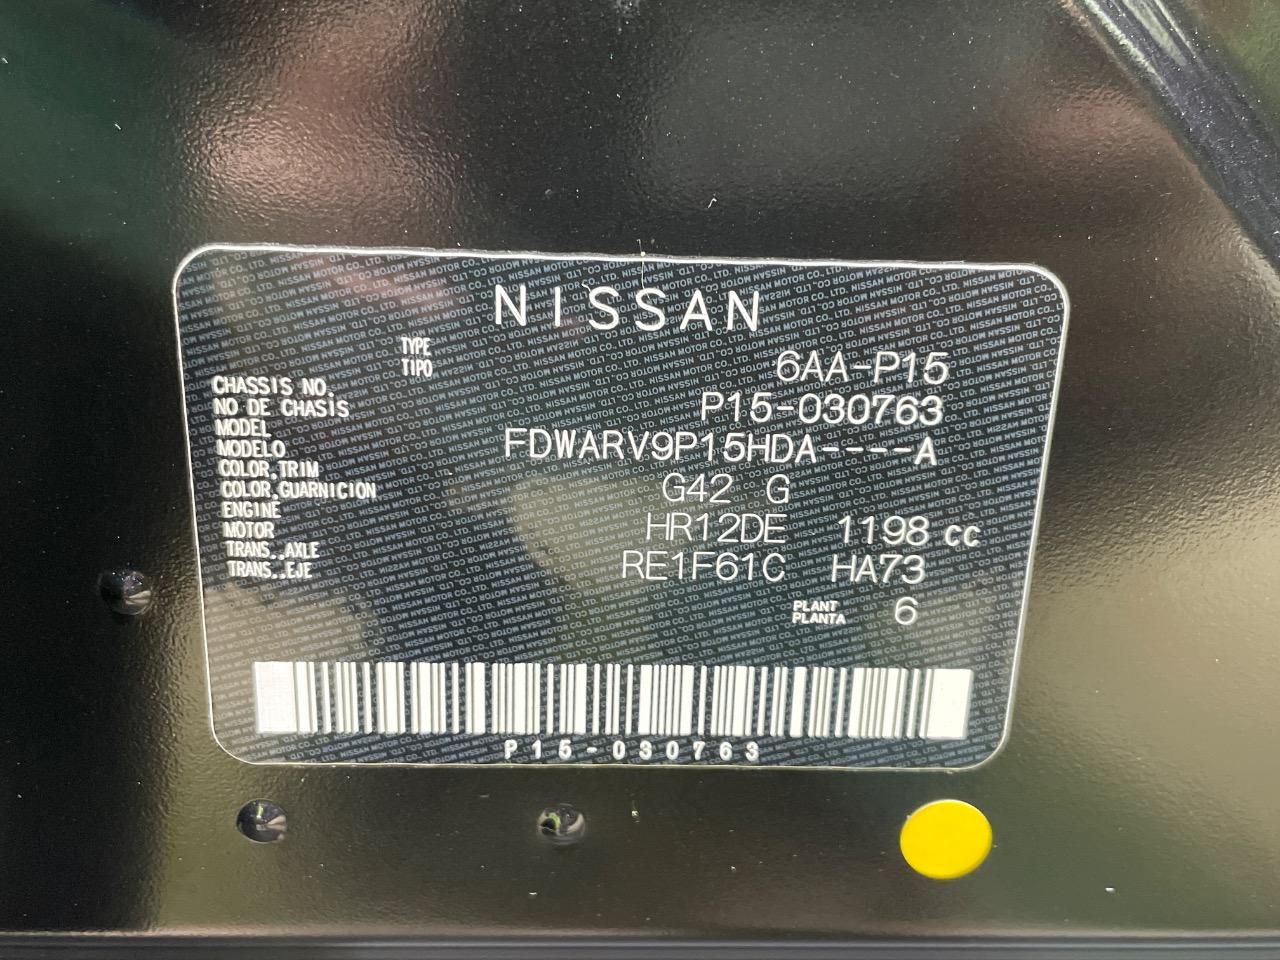 NISSAN
TYPE
TIPO 6AA-P15
CHASSIS NO.
NO DE CHASIS P15-030763
MODEL
MODELO FDWARV9P15HDA----A
COLOR,TRIM
COLOR,GUARNICION G42 G
ENGINE
MOTOR HR12DE 1198 cc
TRANS.,AXLE
TRANS.,EJE RE1F61C HA73
PLANT
PLANTA 6
P15-030763